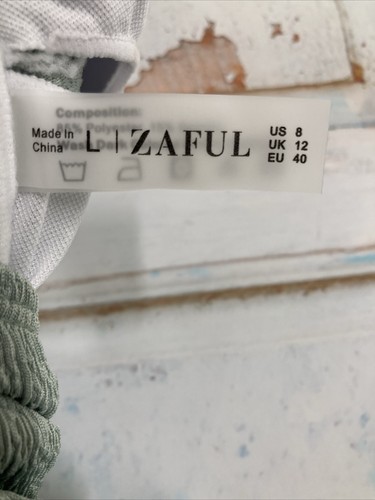 Composition:
Made In
China
L | ZAFUL
US 8
UK 12
EU 40